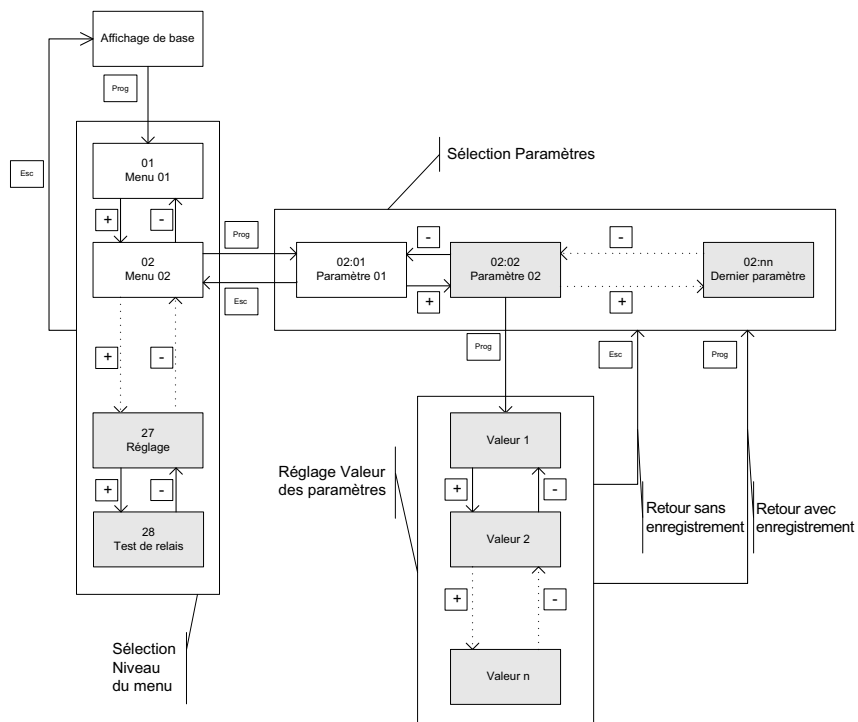 Affichage de base
Prog
Esc
01
Menu 01
+
-
02
Menu 02
+
-
27
Réglage
+
-
28
Test de relais
Sélection
Niveau
du menu
Prog
Esc
Sélection Paramètres
02:01
Paramètre 01
-
+
02:02
Paramètre 02
-
+
02:nn
Dernier paramètre
Prog
Esc
Prog
Valeur 1
+
-
Valeur 2
+
-
Valeur n
Réglage Valeur
des paramètres
Retour sans
enregistrement
Retour avec
enregistrement